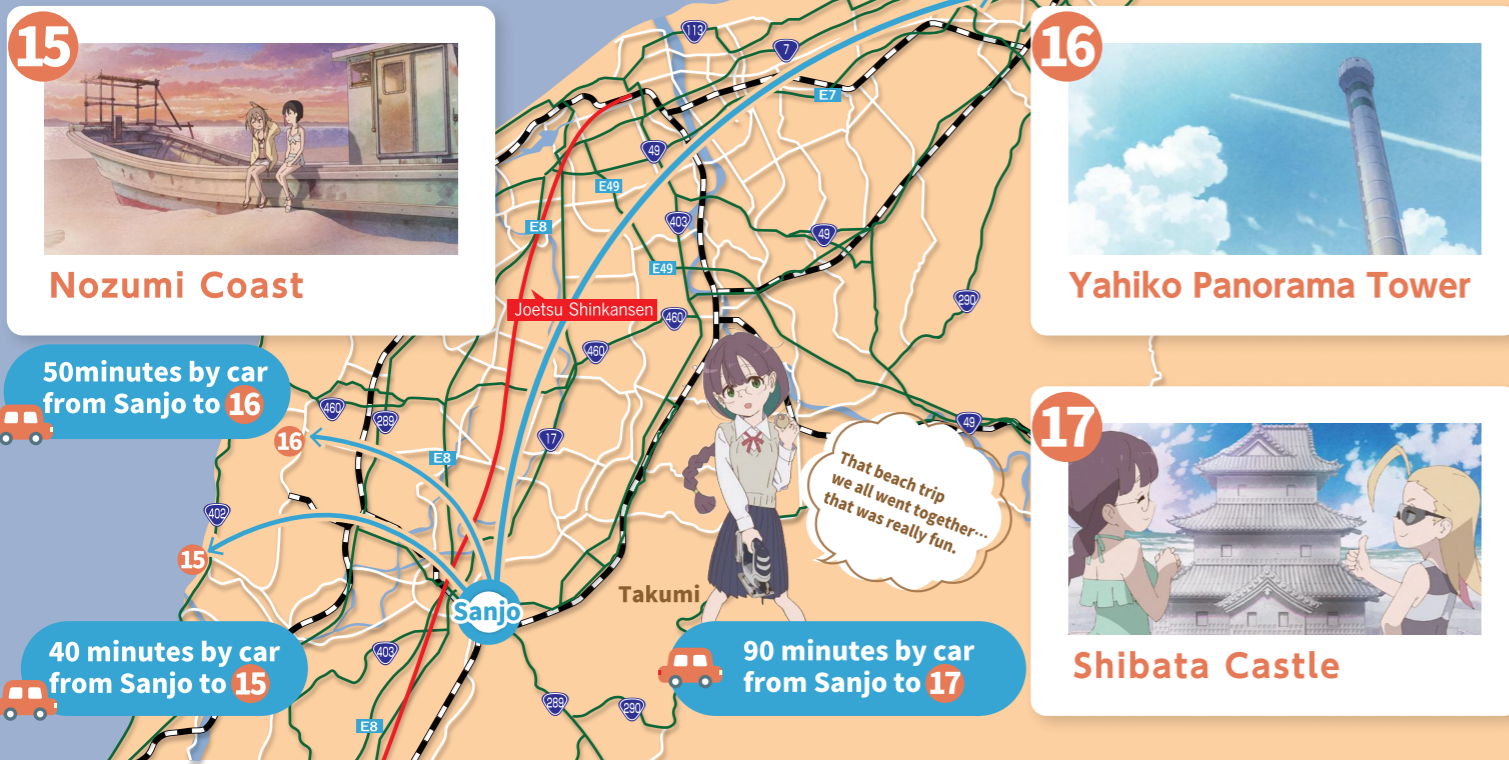 15
Nozumi Coast
16
Yahiko Panorama Tower
17
Shibata Castle
113
7
E7
49
E49
403
E8
49
E49
290
Joetsu Shinkansen
460
460
50minutes by car
from Sanjo to 16
460
289
16
17
49
E8
That beach trip
we all went together…
that was really fun.
402
15
Takumi
Sanjo
40 minutes by car
from Sanjo to 15
403
90 minutes by car
from Sanjo to 17
289
290
E8